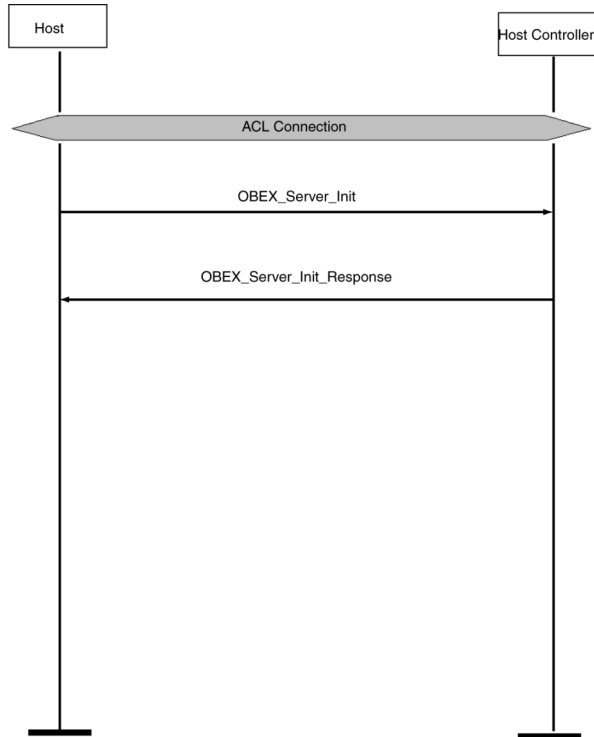 Host
Host Controller
ACL Connection
OBEX_Server_Init
OBEX_Server_Init_Response